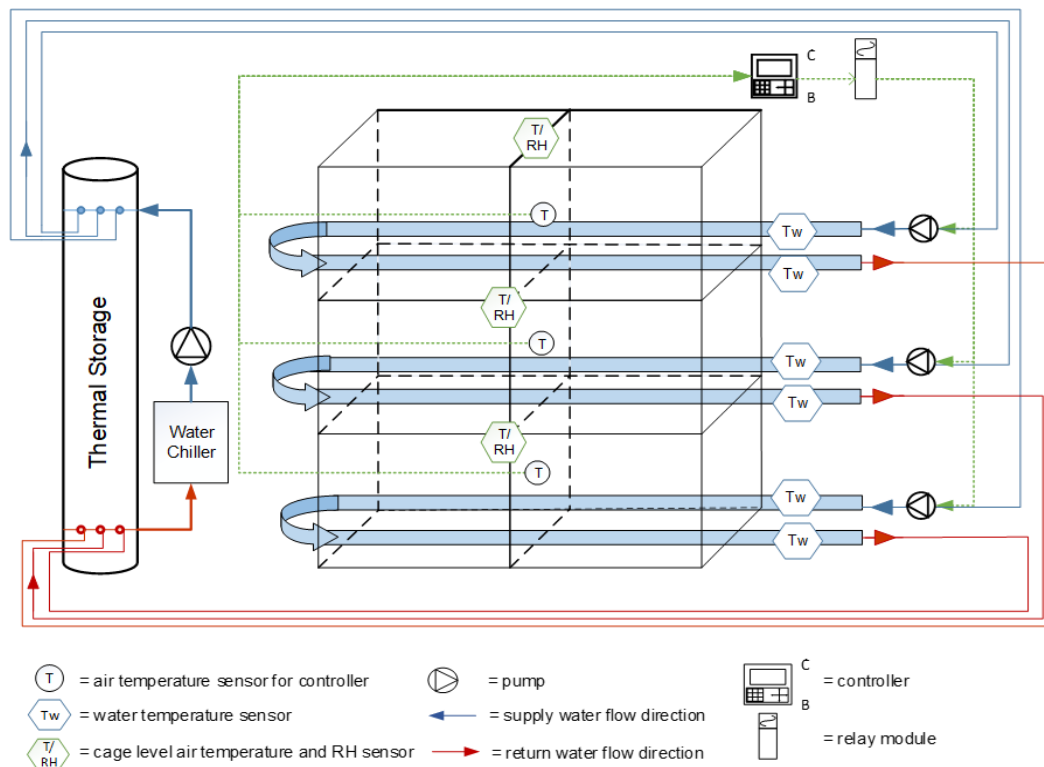 C
B
T/
RH
T
Tw
Tw
T/
RH
T
Tw
Tw
T/
RH
T
Tw
Tw
Thermal Storage
Water
Chiller
T = air temperature sensor for controller
Tw = water temperature sensor
T/
RH = cage level air temperature and RH sensor
= pump
= supply water flow direction
= return water flow direction
C
B
= controller
= relay module